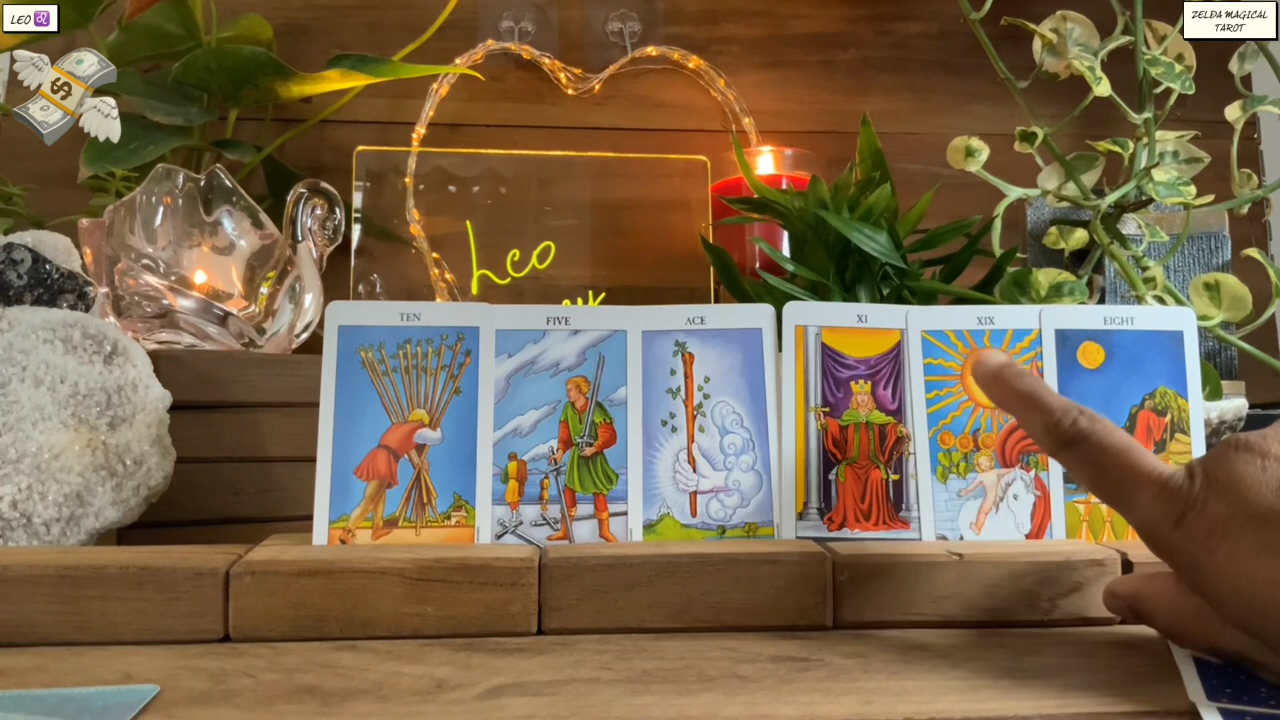 LEO ♌
ZELDA MAGICAL
TAROT
Leo
TEN
FIVE
ACE
XI
XIX
EIGHT